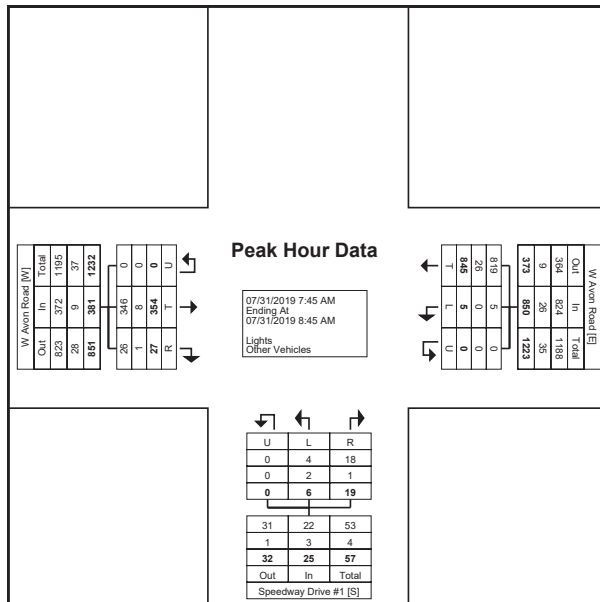 Peak Hour Data
07/31/2019 7:45 AM
Ending At
07/31/2019 8:45 AM
Lights
Other Vehicles
W Avon Road [W]
Out In Total
823 372 1195
28 9 37
851 381 1232
26 346 0
1 8 0
27 354 0
R T U
T L U
845 5 0
26 0 0
819 5 0
373 850 1223
9 26 35
364 824 1188
Out In Total
W Avon Road [E]
U L R
0 4 18
0 2 1
0 6 19
31 22 53
1 3 4
32 25 57
Out In Total
Speedway Drive #1 [S]